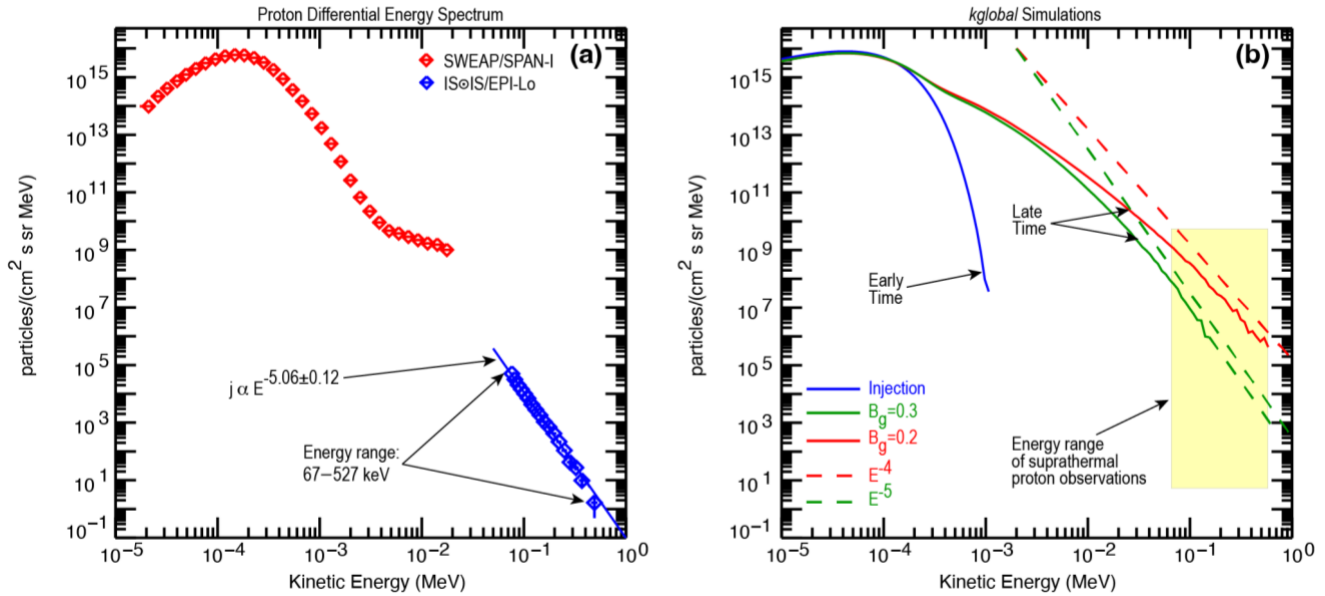 Proton Differential Energy Spectrum
(a)
SWEAP/SPAN-I
IS⊙IS/EPI-Lo
j α E^-5.06±0.12
Energy range:
67–527 keV
particles/(cm² s sr MeV)
10^15
10^13
10^11
10^9
10^7
10^5
10^3
10^1
10^-1
10^-5
10^-4
10^-3
10^-2
10^-1
10^0
Kinetic Energy (MeV)
kglobal Simulations
(b)
Late
Time
Early
Time
Injection
B_g=0.3
B_g=0.2
E^-4
E^-5
Energy range
of suprathermal
proton observations
particles/(cm² s sr MeV)
10^15
10^13
10^11
10^9
10^7
10^5
10^3
10^1
10^-1
10^-5
10^-4
10^-3
10^-2
10^-1
10^0
Kinetic Energy (MeV)